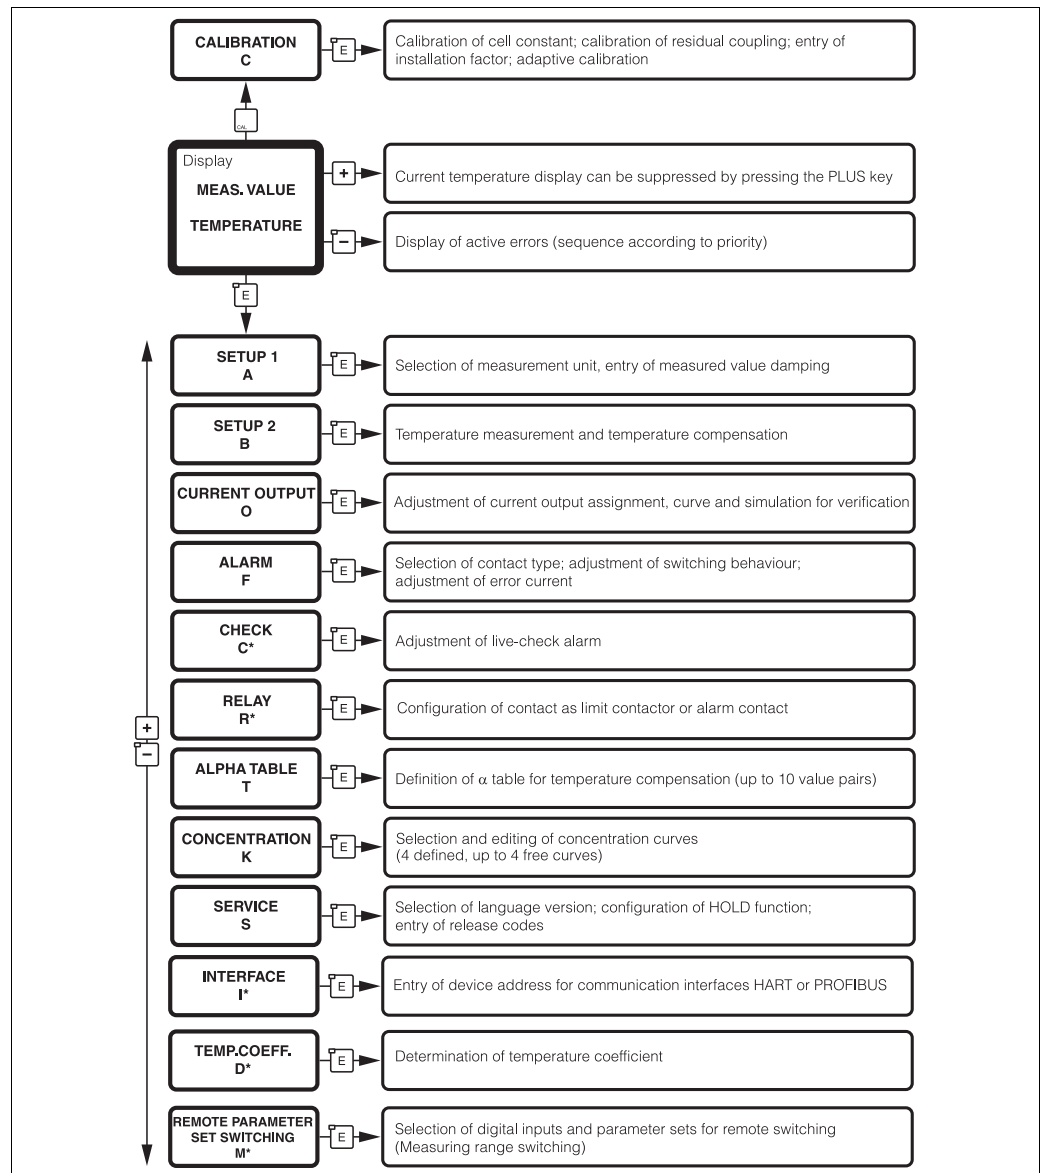 CALIBRATION
C
E
Calibration of cell constant; calibration of residual coupling; entry of
installation factor; adaptive calibration
CAL
Display
MEAS. VALUE
TEMPERATURE
+
Current temperature display can be suppressed by pressing the PLUS key
−
Display of active errors (sequence according to priority)
E
SETUP 1
A
E
Selection of measurement unit, entry of measured value damping
SETUP 2
B
E
Temperature measurement and temperature compensation
CURRENT OUTPUT
O
E
Adjustment of current output assignment, curve and simulation for verification
ALARM
F
E
Selection of contact type; adjustment of switching behaviour;
adjustment of error current
CHECK
C*
E
Adjustment of live-check alarm
RELAY
R*
E
Configuration of contact as limit contactor or alarm contact
+
−
ALPHA TABLE
T
E
Definition of α table for temperature compensation (up to 10 value pairs)
CONCENTRATION
K
E
Selection and editing of concentration curves
(4 defined, up to 4 free curves)
SERVICE
S
E
Selection of language version; configuration of HOLD function;
entry of release codes
INTERFACE
I*
E
Entry of device address for communication interfaces HART or PROFIBUS
TEMP.COEFF.
D*
E
Determination of temperature coefficient
REMOTE PARAMETER
SET SWITCHING
M*
E
Selection of digital inputs and parameter sets for remote switching
(Measuring range switching)